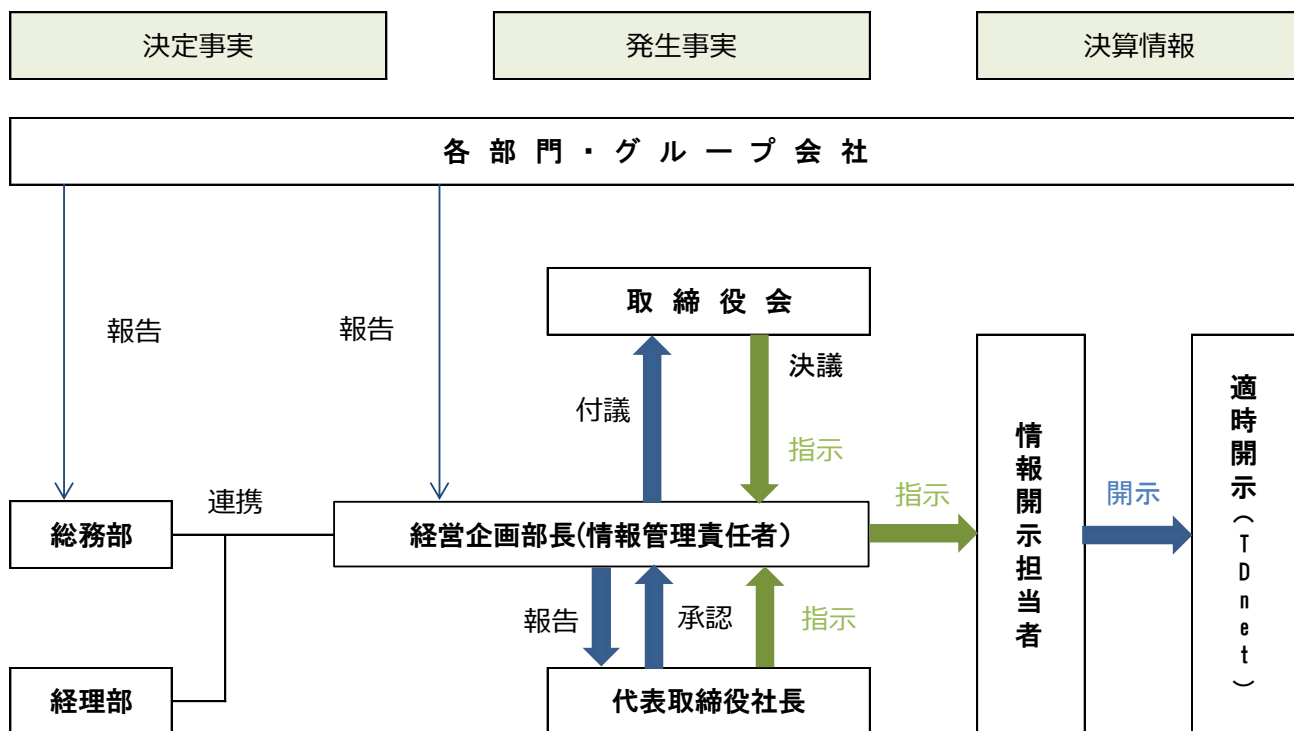 決定事実
発生事実
決算情報
各部門・グループ会社
取締役会
報告
報告
決議
付議
指示
連携
指示
開示
総務部
経営企画部長(情報管理責任者)
情報開示担当者
適時開示(TDnet)
報告
承認
指示
経理部
代表取締役社長